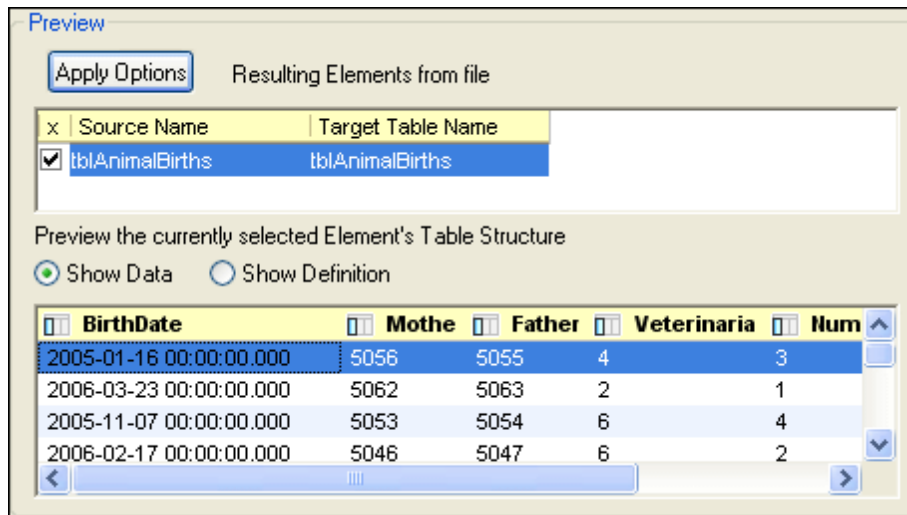 Preview
Apply Options Resulting Elements from file
x Source Name Target Table Name
tblAnimalBirths tblAnimalBirths
Preview the currently selected Element's Table Structure
Show Data Show Definition
BirthDate Mothe Father Veterinaria Num
2005-01-16 00:00:00.000 5056 5055 4 3
2006-03-23 00:00:00.000 5062 5063 2 1
2005-11-07 00:00:00.000 5053 5054 6 4
2006-02-17 00:00:00.000 5046 5047 6 2